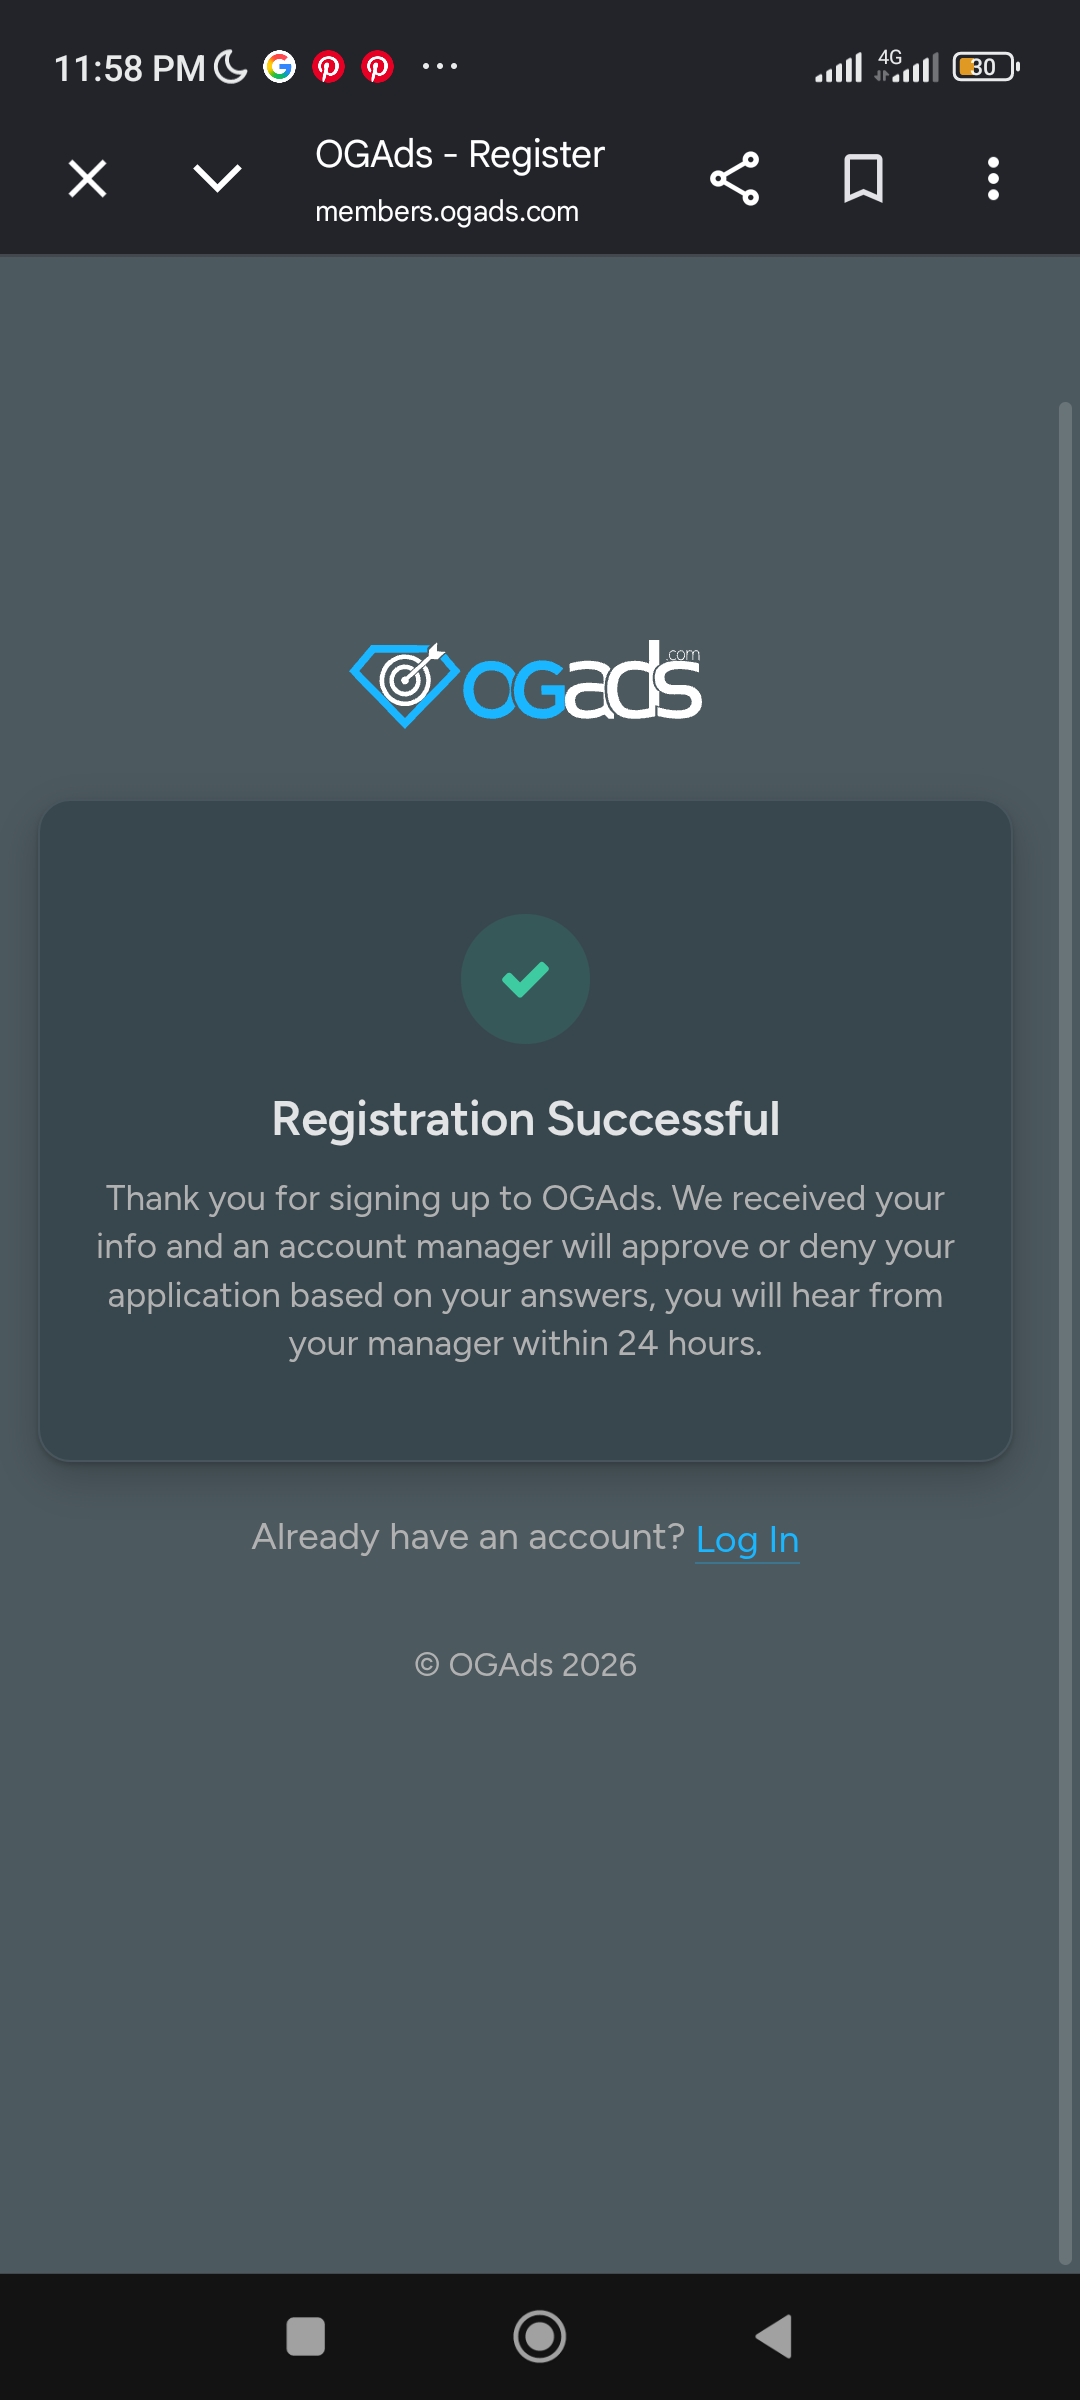 11:58 PM
4G
30
OGAds - Register
members.ogads.com
OGads.com
Registration Successful
Thank you for signing up to OGAds. We received your
info and an account manager will approve or deny your
application based on your answers, you will hear from
your manager within 24 hours.
Already have an account? Log In
© OGAds 2026